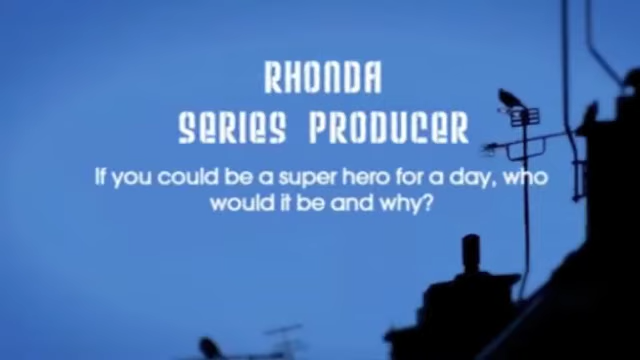 RHONDA
SERIES PRODUCER
If you could be a super hero for a day, who
would it be and why?